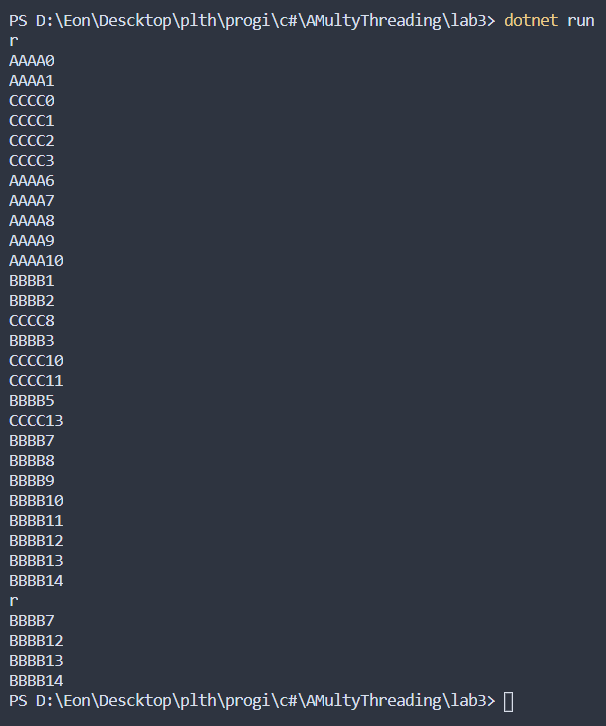 PS D:\Eon\Descktop\plth\progi\c#\AMultyThreading\lab3> dotnet run
r
AAAA0
AAAA1
CCCC0
CCCC1
CCCC2
CCCC3
AAAA6
AAAA7
AAAA8
AAAA9
AAAA10
BBBB1
BBBB2
CCCC8
BBBB3
CCCC10
CCCC11
BBBB5
CCCC13
BBBB7
BBBB8
BBBB9
BBBB10
BBBB11
BBBB12
BBBB13
BBBB14
r
BBBB7
BBBB12
BBBB13
BBBB14
PS D:\Eon\Descktop\plth\progi\c#\AMultyThreading\lab3>